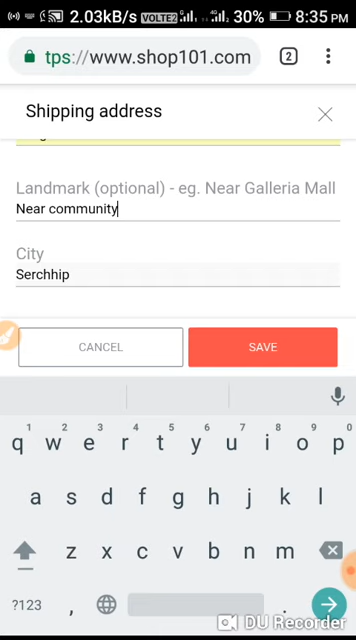 2.03kB/s VOLTE2 G 4G 30% 8:35 PM
tps://www.shop101.com 2
Shipping address
Landmark (optional) - eg. Near Galleria Mall
Near community
City
Serchhip
CANCEL SAVE
1 2 3 4 5 6 7 8 9 0
q w e r t y u i o p
a s d f g h j k l
z x c v b n m
?123 , .
DU Recorder